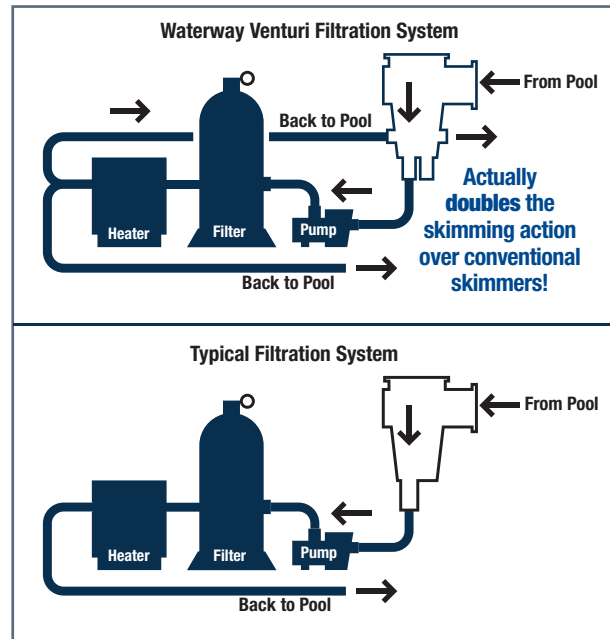 Waterway Venturi Filtration System
From Pool
Back to Pool
Actually
doubles the
skimming action
over conventional
skimmers!
Heater
Filter
Pump
Back to Pool
Typical Filtration System
From Pool
Heater
Filter
Pump
Back to Pool